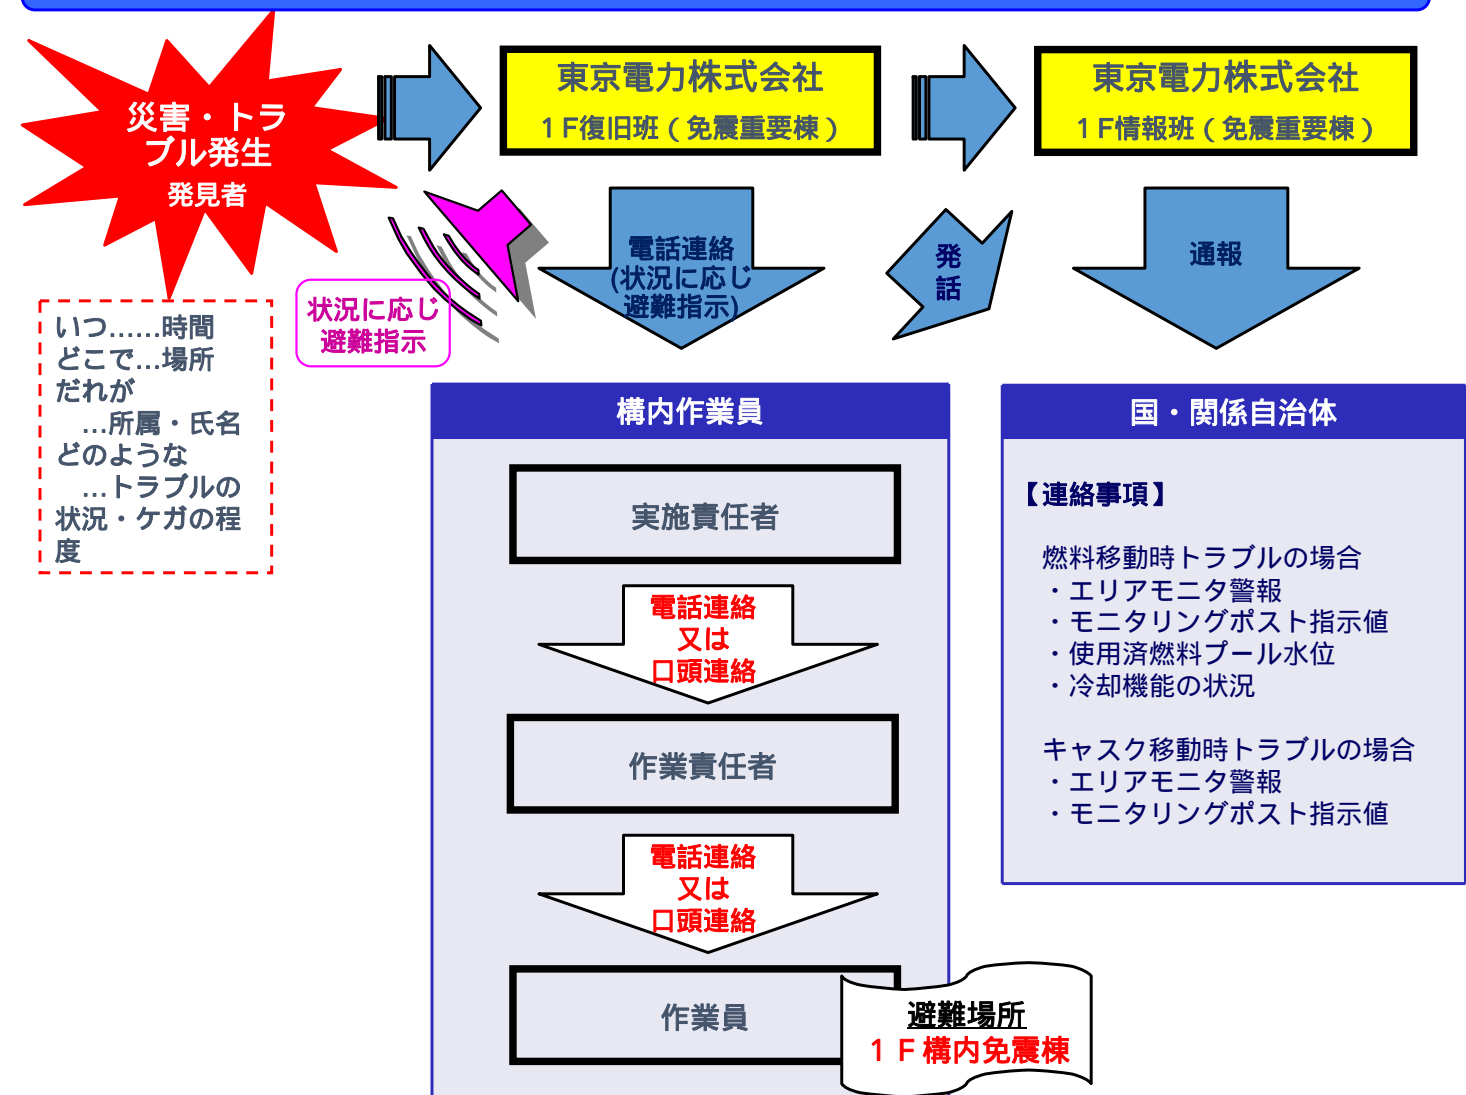 災害・トラ
ブル発生
発見者
東京電力株式会社
１F復旧班（免震重要棟）
東京電力株式会社
１F情報班（免震重要棟）
電話連絡
(状況に応じ
避難指示)
発
話
通報
状況に応じ
避難指示
いつ……時間
どこで…場所
だれが
…所属・氏名
どのような
…トラブルの
状況・ケガの程
度
構内作業員
実施責任者
電話連絡
又は
口頭連絡
作業責任者
電話連絡
又は
口頭連絡
作業員
避難場所
１Ｆ構内免震棟
国・関係自治体
【連絡事項】
燃料移動時トラブルの場合
・エリアモニタ警報
・モニタリングポスト指示値
・使用済燃料プール水位
・冷却機能の状況
キャスク移動時トラブルの場合
・エリアモニタ警報
・モニタリングポスト指示値